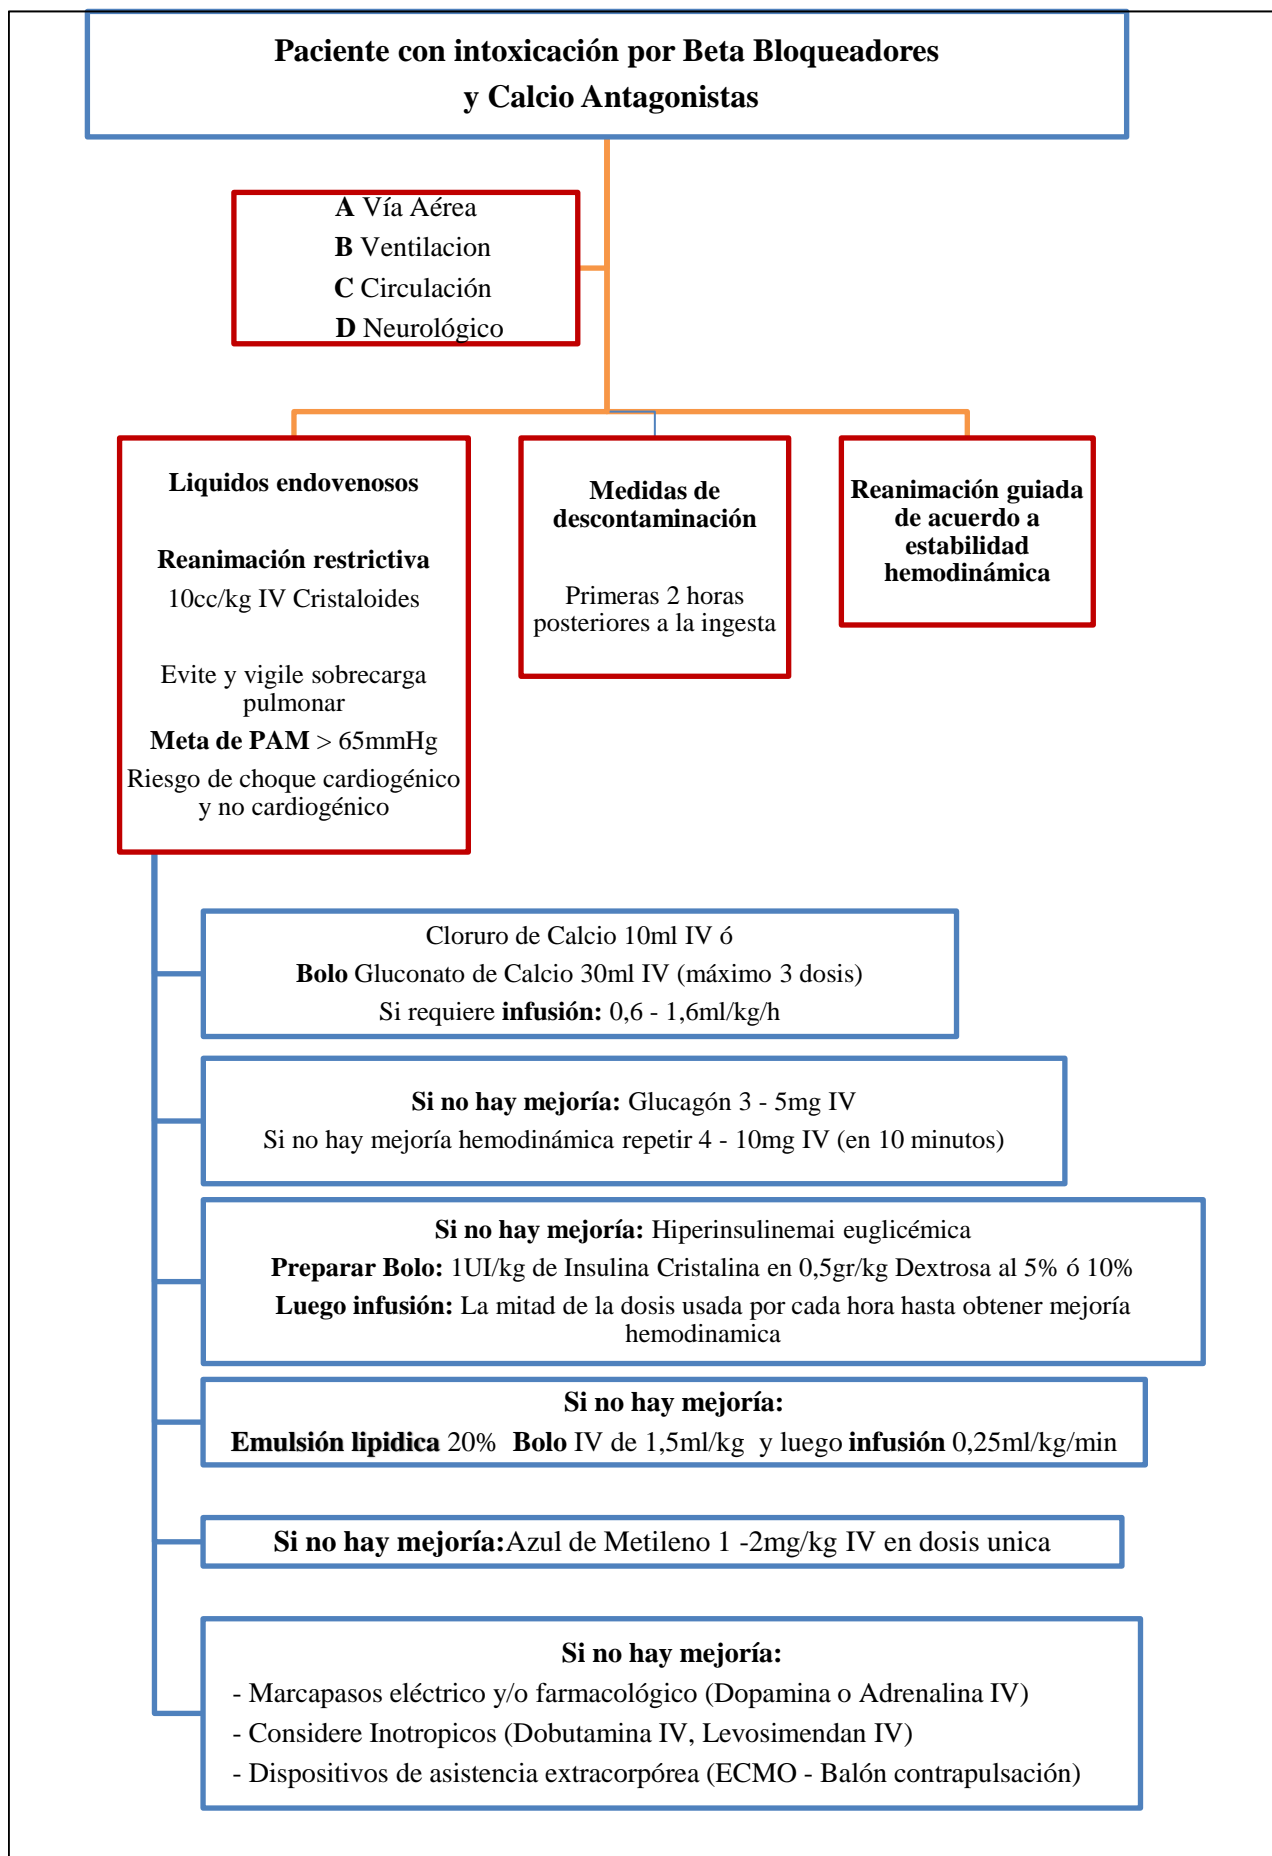 Paciente con intoxicación por Beta Bloqueadores
y Calcio Antagonistas
A Vía Aérea
B Ventilacion
C Circulación
D Neurológico
Liquidos endovenosos
Reanimación restrictiva
10cc/kg IV Cristaloides
Evite y vigile sobrecarga
pulmonar
Meta de PAM > 65mmHg
Riesgo de choque cardiogénico
y no cardiogénico
Medidas de
descontaminación
Primeras 2 horas
posteriores a la ingesta
Reanimación guiada
de acuerdo a
estabilidad
hemodinámica
Cloruro de Calcio 10ml IV ó
Bolo Gluconato de Calcio 30ml IV (máximo 3 dosis)
Si requiere infusión: 0,6 - 1,6ml/kg/h
Si no hay mejoría: Glucagón 3 - 5mg IV
Si no hay mejoría hemodinámica repetir 4 - 10mg IV (en 10 minutos)
Si no hay mejoría: Hiperinsulinemai euglicémica
Preparar Bolo: 1UI/kg de Insulina Cristalina en 0,5gr/kg Dextrosa al 5% ó 10%
Luego infusión: La mitad de la dosis usada por cada hora hasta obtener mejoría
hemodinamica
Si no hay mejoría:
Emulsión lipidica 20% Bolo IV de 1,5ml/kg y luego infusión 0,25ml/kg/min
Si no hay mejoría:Azul de Metileno 1 -2mg/kg IV en dosis unica
Si no hay mejoría:
- Marcapasos eléctrico y/o farmacológico (Dopamina o Adrenalina IV)
- Considere Inotropicos (Dobutamina IV, Levosimendan IV)
- Dispositivos de asistencia extracorpórea (ECMO - Balón contrapulsación)